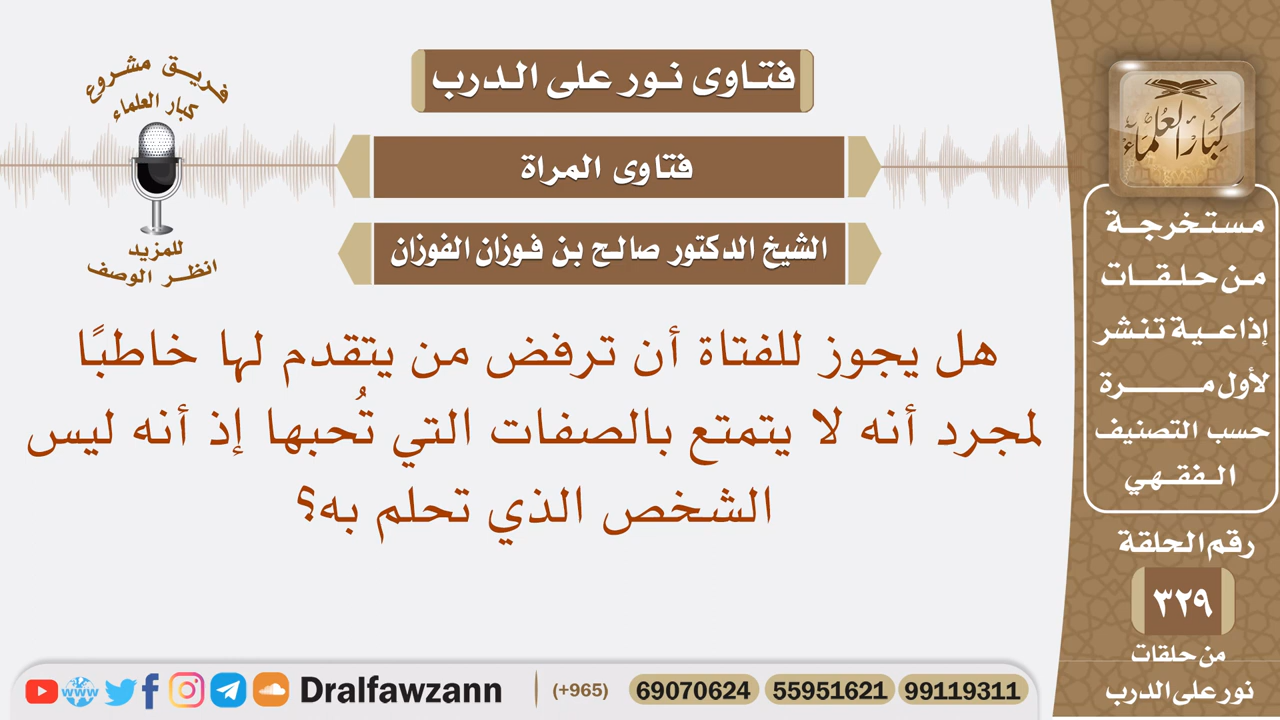 فتاوى نور على الدرب
فتاوى المراة
الشيخ الدكتور صالح بن فوزان الفوزان
هل يجوز للفتاة أن ترفض من يتقدم لها خاطبًا
لمجرد أنه لا يتمتع بالصفات التي تُحبها إذ أنه ليس
الشخص الذي تحلم به؟
فريق مشروع
كبار العلماء
للمزيد
انظر الوصف
كبار العلماء
مستخرجة
من حلقات
إذاعية تنشر
لأول مرة
حسب التصنيف
الفقهي
رقم الحلقة
٣٢٩
من حلقات
نور على الدرب
www
Dralfawzann
(+965) 69070624 55951621 99119311